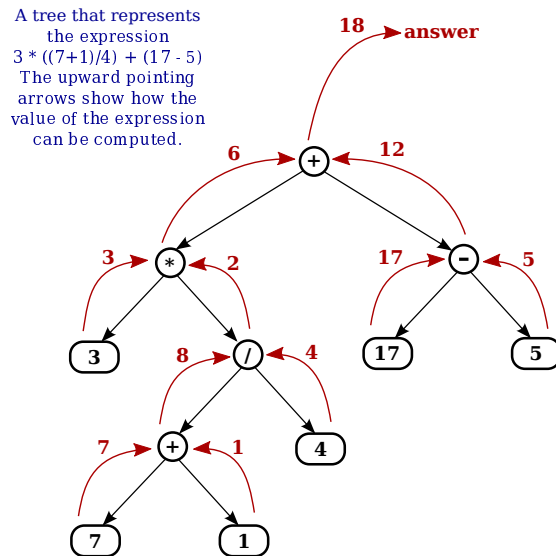 A tree that represents
the expression
3 * ((7+1)/4) + (17 - 5)
The upward pointing
arrows show how the
value of the expression
can be computed.
18 answer
+
6 12
* -
3 2 17 5
3 17 5
/
8 4
+ 4
7 1
7 1